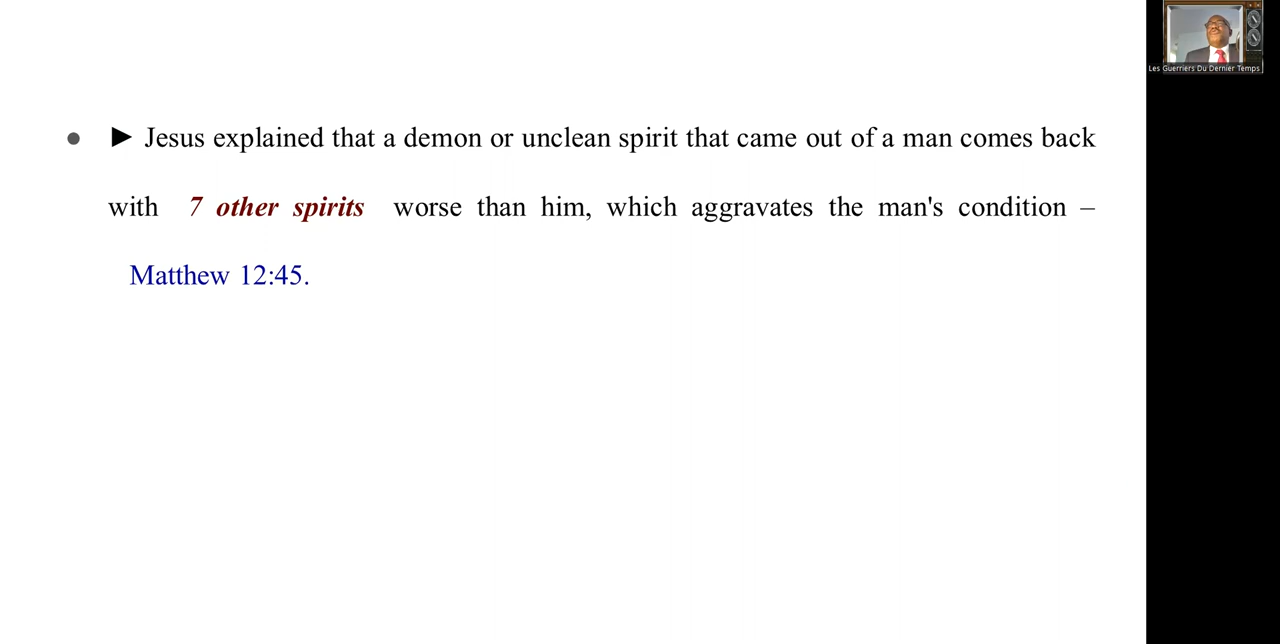 Les Guerriers Du Dernier Temps
● ► Jesus explained that a demon or unclean spirit that came out of a man comes back
with 7 other spirits worse than him, which aggravates the man's condition –
Matthew 12:45.